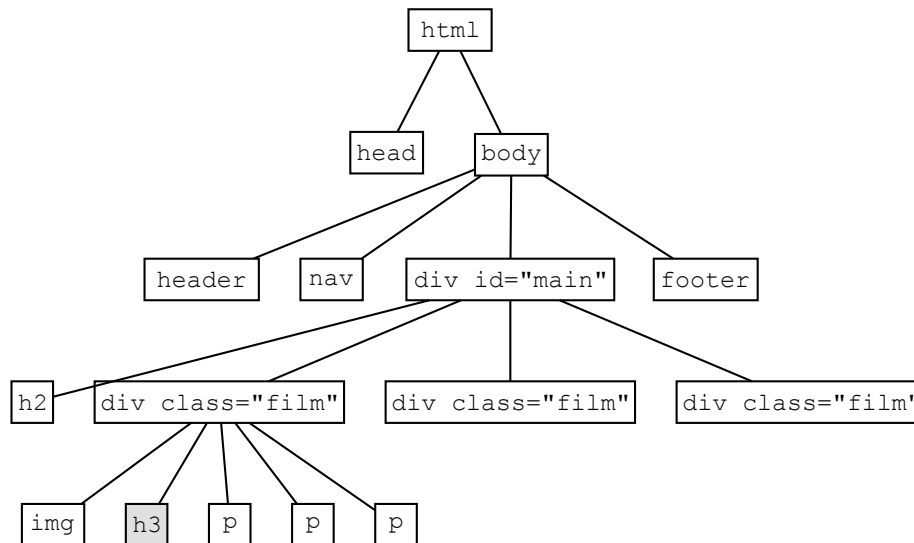 html
head body
header nav div id="main" footer
h2 div class="film" div class="film" div class="film"
img h3 p p p